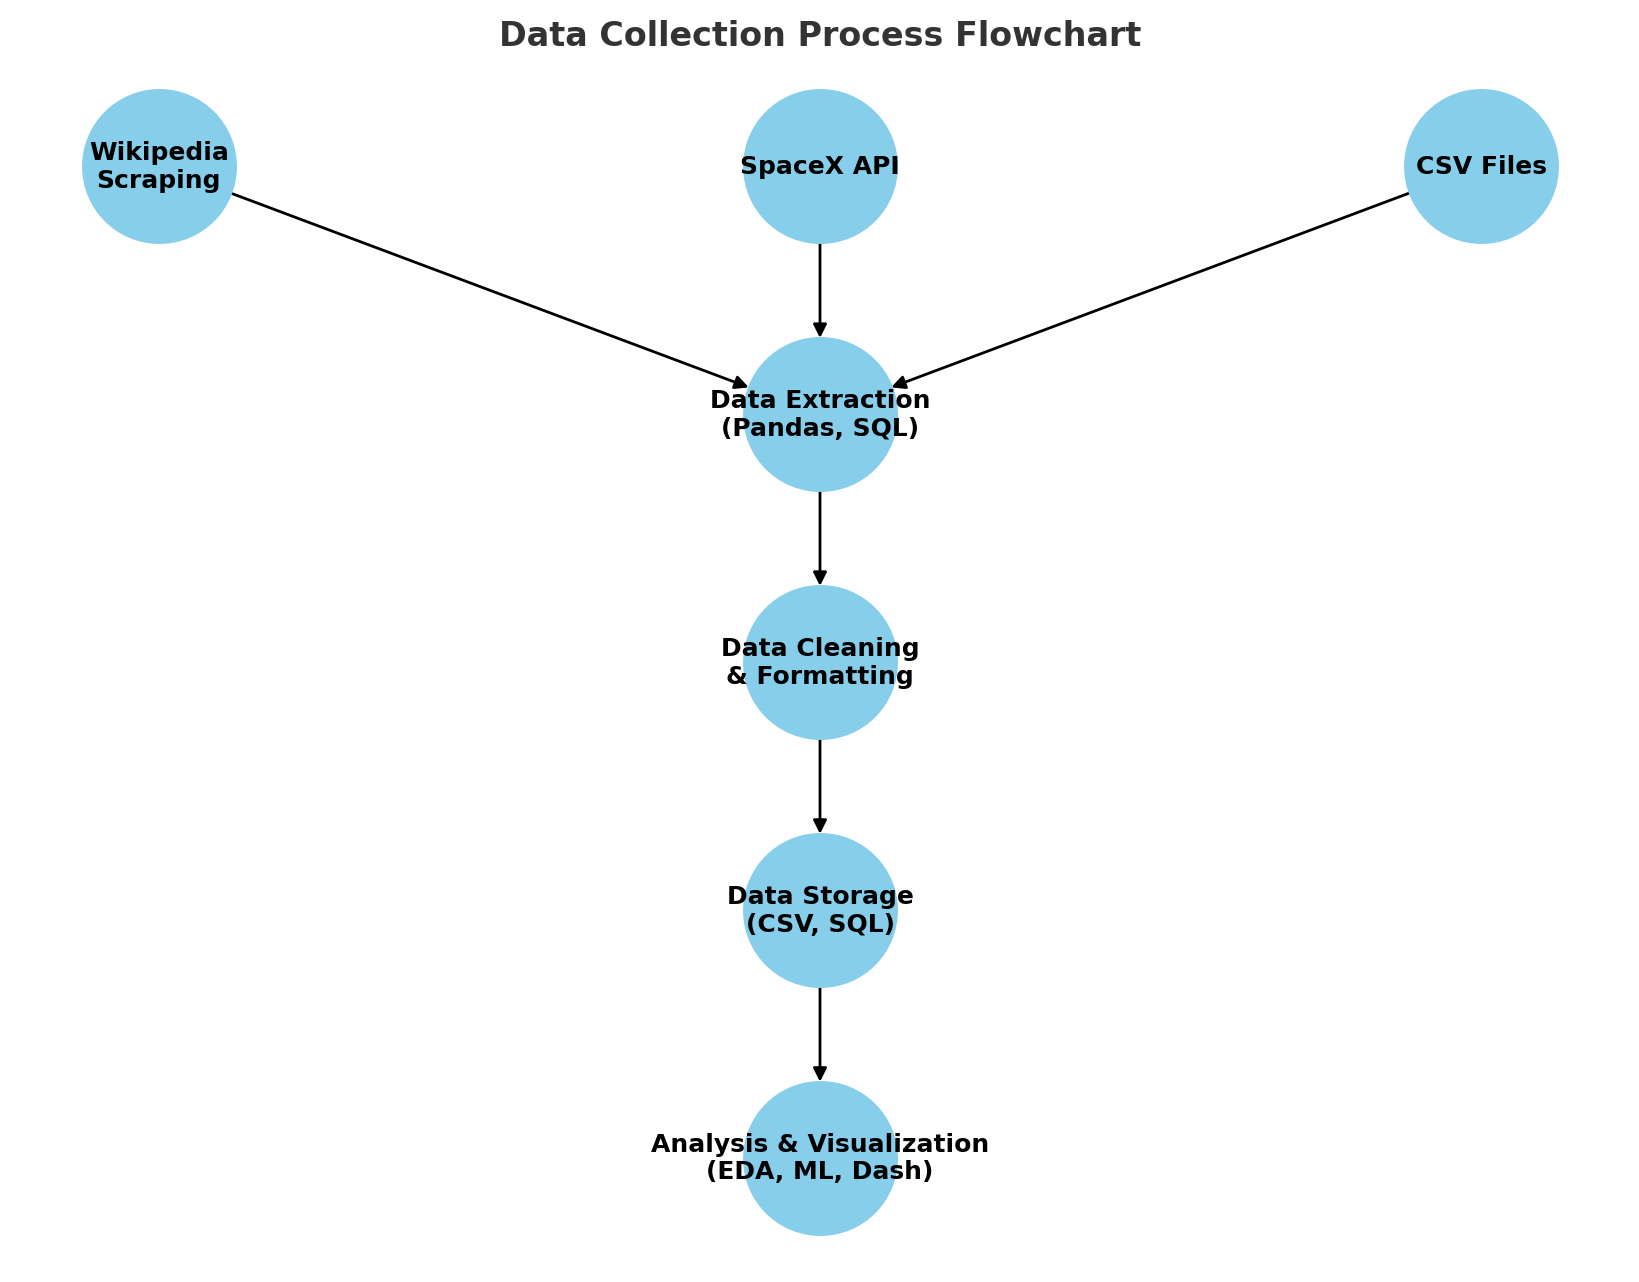 Data Collection Process Flowchart
Wikipedia
Scraping
SpaceX API
CSV Files
Data Extraction
(Pandas, SQL)
Data Cleaning
& Formatting
Data Storage
(CSV, SQL)
Analysis & Visualization
(EDA, ML, Dash)